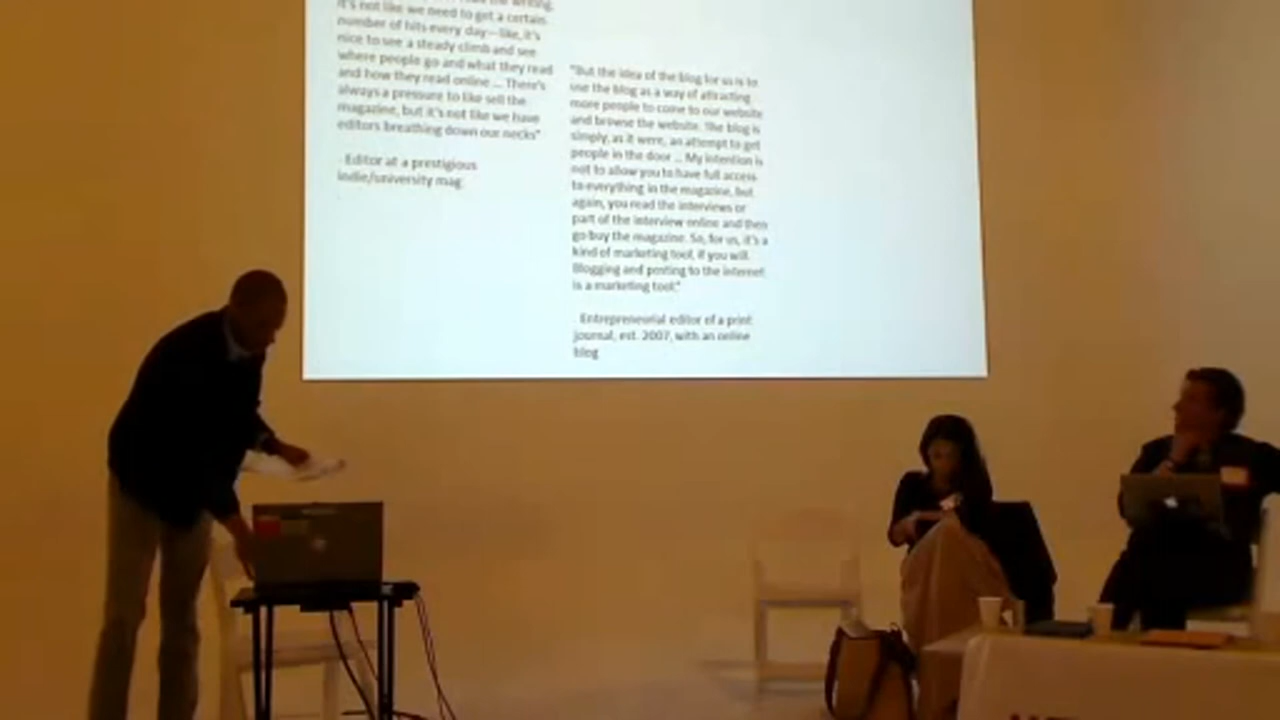 it's not like we need to get a certain
number of hits every day—like, it's
nice to see a steady climb and see
where people go and what they read
and how they read online ... There's
always a pressure to like sell the
magazine, but it's not like we have
editors breathing down our necks"
- Editor at a prestigious
indie/university mag
"But the idea of the blog for us is to
use the blog as a way of attracting
more people to come to our website
and browse the website. The blog is
simply, as it were, an attempt to get
people in the door ... My intention is
not to allow you to have full access
to everything in the magazine, but
again, you read the interviews or
part of the interview online and then
go buy the magazine. So, for us, it's a
kind of marketing tool, if you will.
Blogging and posting to the internet
is a marketing tool."
- Entrepreneurial editor of a print
journal, est. 2007, with an online
blog